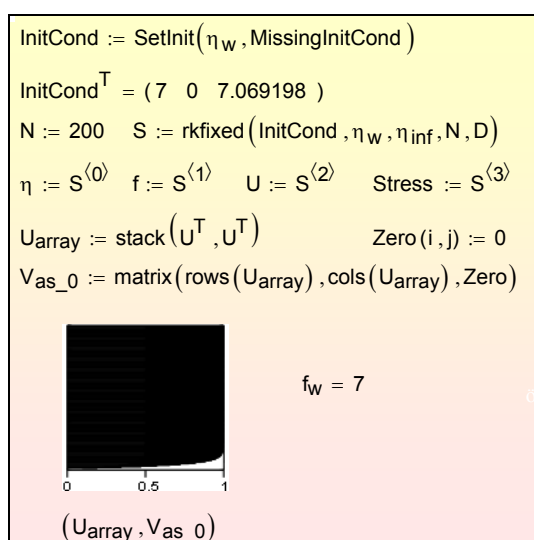 InitCond := SetInit(η_w , MissingInitCond)
InitCond^T = ( 7 0 7.069198 )
N := 200 S := rkfixed(InitCond , η_w , η_inf , N , D)
η := S^⟨0⟩ f := S^⟨1⟩ U := S^⟨2⟩ Stress := S^⟨3⟩
U_array := stack(U^T , U^T) Zero(i , j) := 0
V_as_0 := matrix(rows(U_array) , cols(U_array) , Zero)
f_w = 7
0 0.5 1
(U_array , V_as_0)